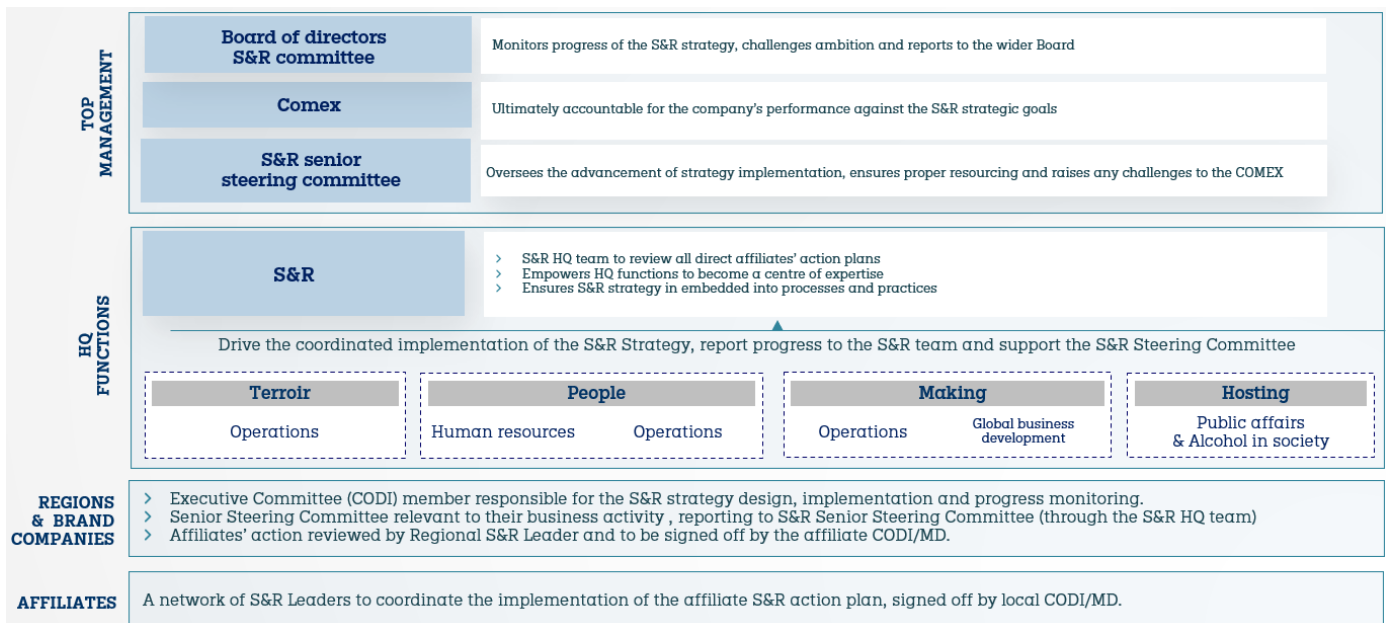 TOP
MANAGEMENT
Board of directors
S&R committee
Monitors progress of the S&R strategy, challenges ambition and reports to the wider Board
Comex
Ultimately accountable for the company's performance against the S&R strategic goals
S&R senior
steering committee
Oversees the advancement of strategy implementation, ensures proper resourcing and raises any challenges to the COMEX
HQ
FUNCTIONS
S&R
> S&R HQ team to review all direct affiliates' action plans
> Empowers HQ functions to become a centre of expertise
> Ensures S&R strategy in embedded into processes and practices
Drive the coordinated implementation of the S&R Strategy, report progress to the S&R team and support the S&R Steering Committee
Terroir
Operations
People
Human resources Operations
Making
Operations
Global business
development
Hosting
Public affairs
& Alcohol in society
REGIONS
& BRAND
COMPANIES
> Executive Committee (CODI) member responsible for the S&R strategy design, implementation and progress monitoring.
> Senior Steering Committee relevant to their business activity , reporting to S&R Senior Steering Committee (through the S&R HQ team)
> Affiliates' action reviewed by Regional S&R Leader and to be signed off by the affiliate CODI/MD.
AFFILIATES
A network of S&R Leaders to coordinate the implementation of the affiliate S&R action plan, signed off by local CODI/MD.